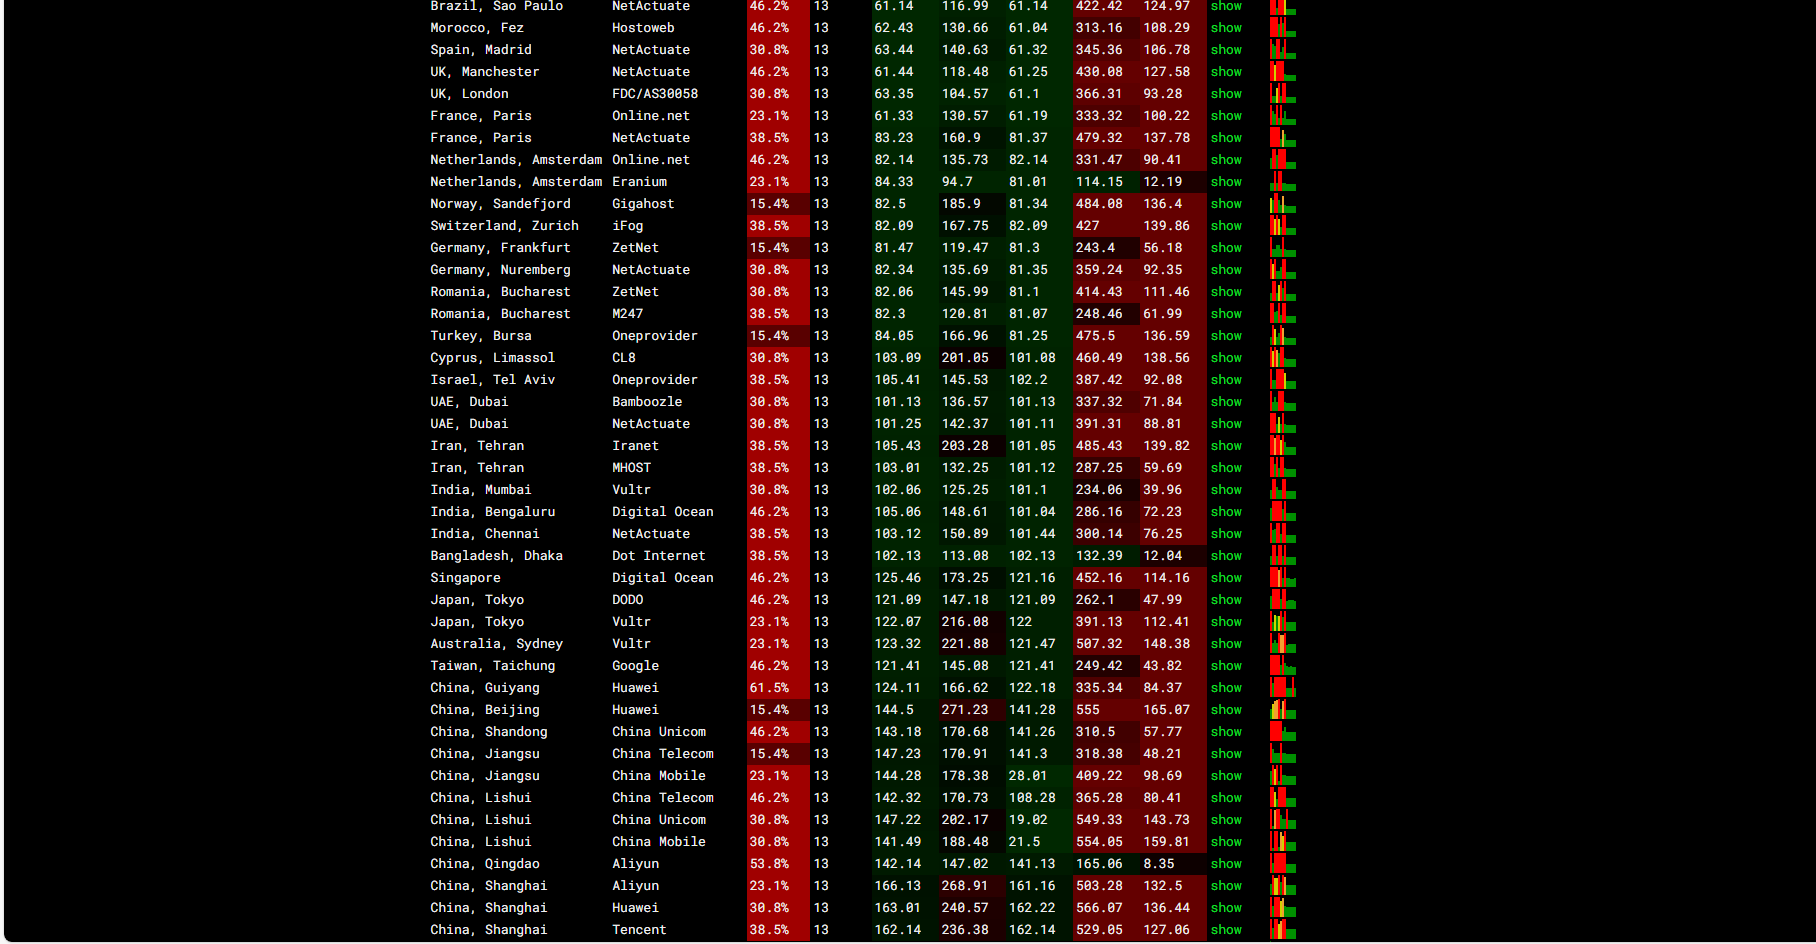 Brazil, Sao Paulo NetActuate 46.2% 13 61.14 116.99 61.14 422.42 124.97 show
Morocco, Fez Hostoweb 46.2% 13 62.43 130.66 61.04 313.16 108.29 show
Spain, Madrid NetActuate 30.8% 13 63.44 140.63 61.32 345.36 106.78 show
UK, Manchester NetActuate 46.2% 13 61.44 118.48 61.25 430.08 127.58 show
UK, London FDC/AS30058 30.8% 13 63.35 104.57 61.1 366.31 93.28 show
France, Paris Online.net 23.1% 13 61.33 130.57 61.19 333.32 100.22 show
France, Paris NetActuate 38.5% 13 83.23 160.9 81.37 479.32 137.78 show
Netherlands, Amsterdam Online.net 46.2% 13 82.14 135.73 82.14 331.47 90.41 show
Netherlands, Amsterdam Eranium 23.1% 13 84.33 94.7 81.01 114.15 12.19 show
Norway, Sandefjord Gigahost 15.4% 13 82.5 185.9 81.34 484.08 136.4 show
Switzerland, Zurich iFog 38.5% 13 82.09 167.75 82.09 427 139.86 show
Germany, Frankfurt ZetNet 15.4% 13 81.47 119.47 81.3 243.4 56.18 show
Germany, Nuremberg NetActuate 30.8% 13 82.34 135.69 81.35 359.24 92.35 show
Romania, Bucharest ZetNet 30.8% 13 82.06 145.99 81.1 414.43 111.46 show
Romania, Bucharest M247 38.5% 13 82.3 120.81 81.07 248.46 61.99 show
Turkey, Bursa Oneprovider 15.4% 13 84.05 166.96 81.25 475.5 136.59 show
Cyprus, Limassol CL8 30.8% 13 103.09 201.05 101.08 460.49 138.56 show
Israel, Tel Aviv Oneprovider 38.5% 13 105.41 145.53 102.2 387.42 92.08 show
UAE, Dubai Bamboozle 30.8% 13 101.13 136.57 101.13 337.32 71.84 show
UAE, Dubai NetActuate 30.8% 13 101.25 142.37 101.11 391.31 88.81 show
Iran, Tehran Iranet 38.5% 13 105.43 203.28 101.05 485.43 139.82 show
Iran, Tehran MHOST 38.5% 13 103.01 132.25 101.12 287.25 59.69 show
India, Mumbai Vultr 30.8% 13 102.06 125.25 101.1 234.06 39.96 show
India, Bengaluru Digital Ocean 46.2% 13 105.06 148.61 101.04 286.16 72.23 show
India, Chennai NetActuate 38.5% 13 103.12 150.89 101.44 300.14 76.25 show
Bangladesh, Dhaka Dot Internet 38.5% 13 102.13 113.08 102.13 132.39 12.04 show
Singapore Digital Ocean 46.2% 13 125.46 173.25 121.16 452.16 114.16 show
Japan, Tokyo DODO 46.2% 13 121.09 147.18 121.09 262.1 47.99 show
Japan, Tokyo Vultr 23.1% 13 122.07 216.08 122 391.13 112.41 show
Australia, Sydney Vultr 23.1% 13 123.32 221.88 121.47 507.32 148.38 show
Taiwan, Taichung Google 46.2% 13 121.41 145.08 121.41 249.42 43.82 show
China, Guiyang Huawei 61.5% 13 124.11 166.62 122.18 335.34 84.37 show
China, Beijing Huawei 15.4% 13 144.5 271.23 141.28 555 165.07 show
China, Shandong China Unicom 46.2% 13 143.18 170.68 141.26 310.5 57.77 show
China, Jiangsu China Telecom 15.4% 13 147.23 170.91 141.3 318.38 48.21 show
China, Jiangsu China Mobile 23.1% 13 144.28 178.38 28.01 409.22 98.69 show
China, Lishui China Telecom 46.2% 13 142.32 170.73 108.28 365.28 80.41 show
China, Lishui China Unicom 30.8% 13 147.22 202.17 19.02 549.33 143.73 show
China, Lishui China Mobile 30.8% 13 141.49 188.48 21.5 554.05 159.81 show
China, Qingdao Aliyun 53.8% 13 142.14 147.02 141.13 165.06 8.35 show
China, Shanghai Aliyun 23.1% 13 166.13 268.91 161.16 503.28 132.5 show
China, Shanghai Huawei 30.8% 13 163.01 240.57 162.22 566.07 136.44 show
China, Shanghai Tencent 38.5% 13 162.14 236.38 162.14 529.05 127.06 show